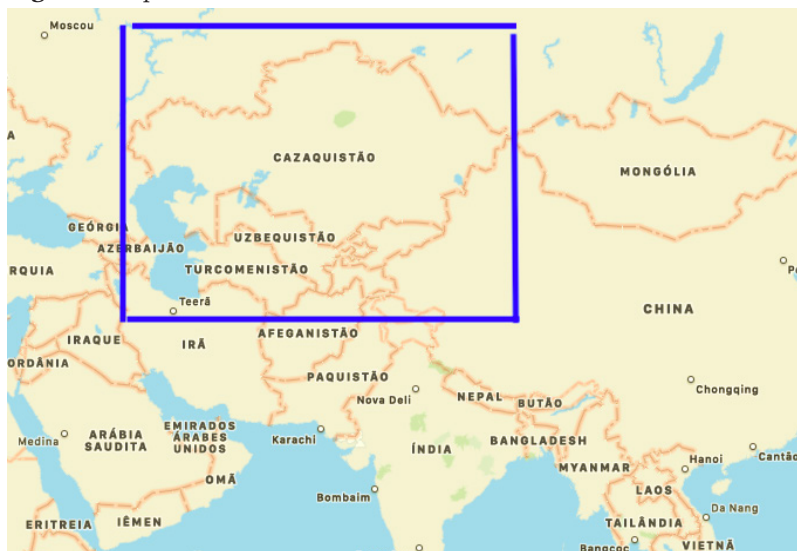 Moscou
A
CAZAQUISTÃO
MONGÓLIA
GEÓRGIA
UZBEQUISTÃO
AZERBAIJÃO
RQUIA
TURCOMENISTÃO
Teerã
CHINA
AFEGANISTÃO
IRAQUE
IRÃ
ORDÂNIA
PAQUISTÃO
Chongqing
Nova Deli
NEPAL
BUTÃO
EMIRADOS
ÁRABES
UNIDOS
Medina
ARÁBIA
SAUDITA
Karachi
ÍNDIA
BANGLADESH
Hanoi
Cantão
MYANMAR
OMÃ
LAOS
Bombaim
Da Nang
ERITREIA
IÊMEN
TAILÂNDIA
Bangcoc
VIETNÃ